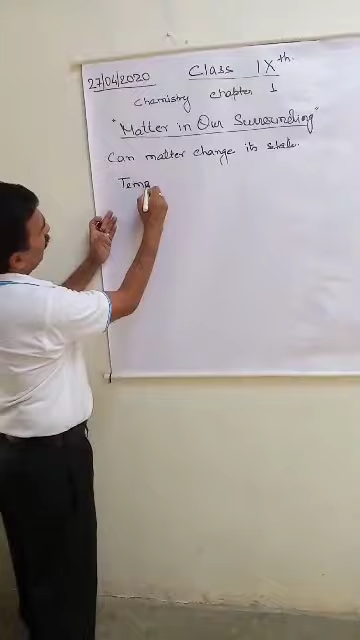 27/04/2020 Class IXth
Chemistry chapter 1
"Matter in Our Surrounding"
Can matter change its state.
Temp